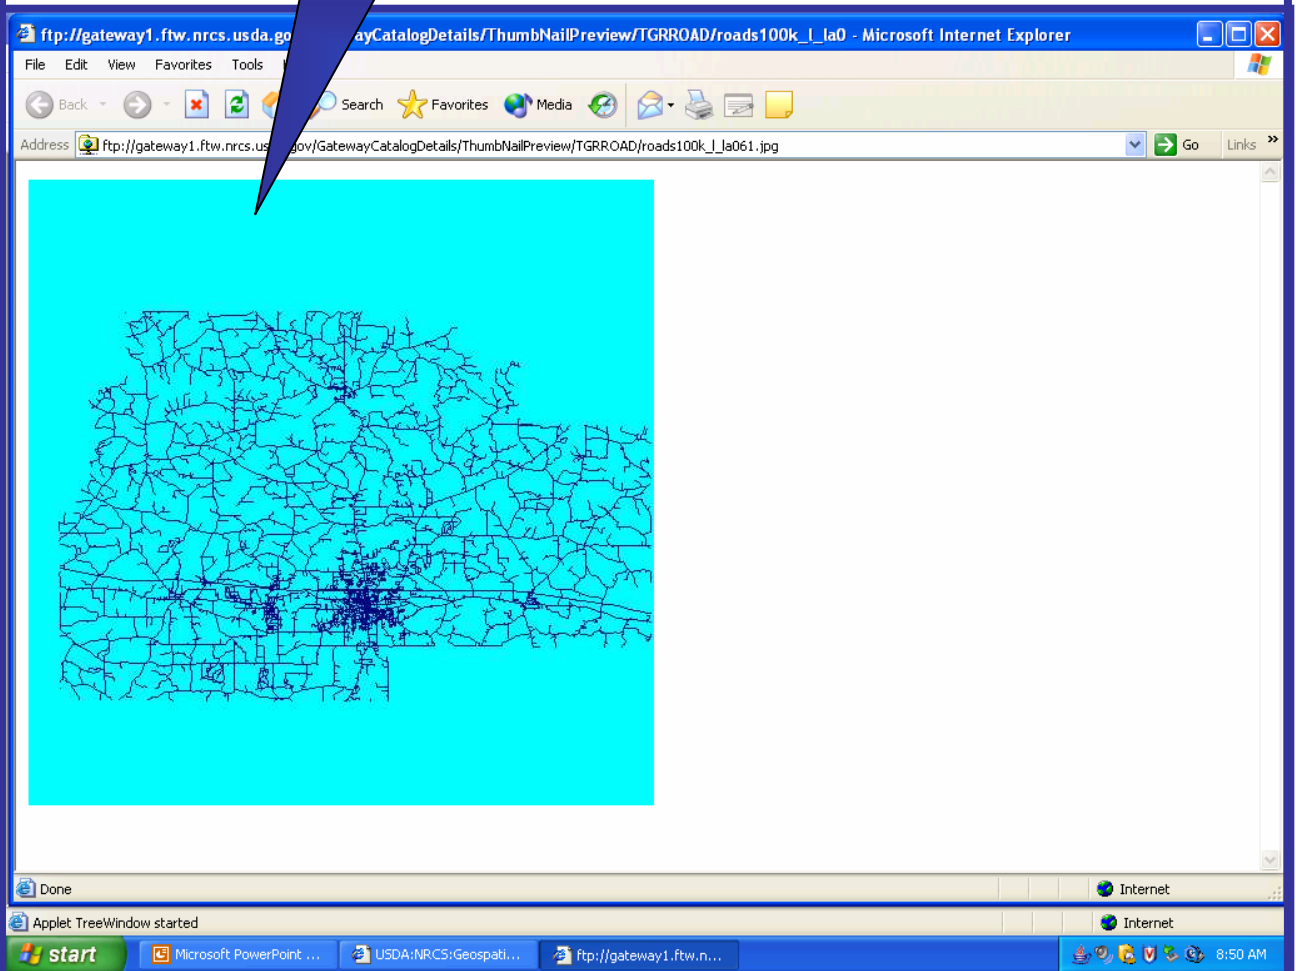 ftp://gateway1.ftw.nrcs.usda.go ayCatalogDetails/ThumbNailPreview/TGRROAD/roads100k_l_la0 - Microsoft Internet Explorer
File Edit View Favorites Tools
Back Search Favorites Media
Address ftp://gateway1.ftw.nrcs.us gov/GatewayCatalogDetails/ThumbNailPreview/TGRROAD/roads100k_l_la061.jpg Go Links »
Done Internet
Applet TreeWindow started Internet
start Microsoft PowerPoint ... USDA:NRCS:Geospati... ftp://gateway1.ftw.n... 8:50 AM